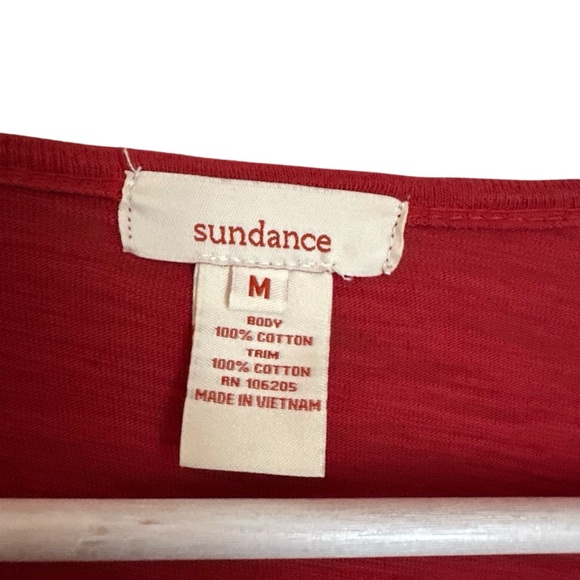 sundance
M
BODY
100% COTTON
TRIM
100% COTTON
RN 106205
MADE IN VIETNAM